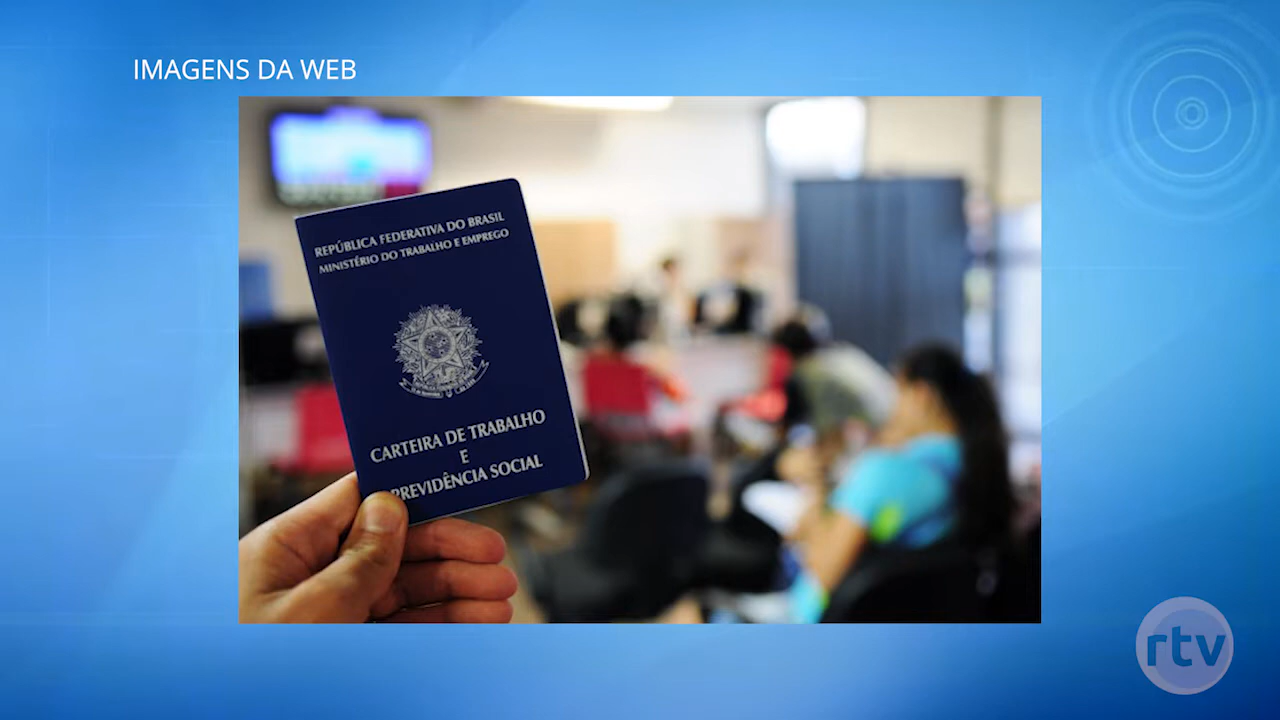 IMAGENS DA WEB
REPÚBLICA FEDERATIVA DO BRASIL
MINISTÉRIO DO TRABALHO E EMPREGO
CARTEIRA DE TRABALHO
E
PREVIDÊNCIA SOCIAL
rtv